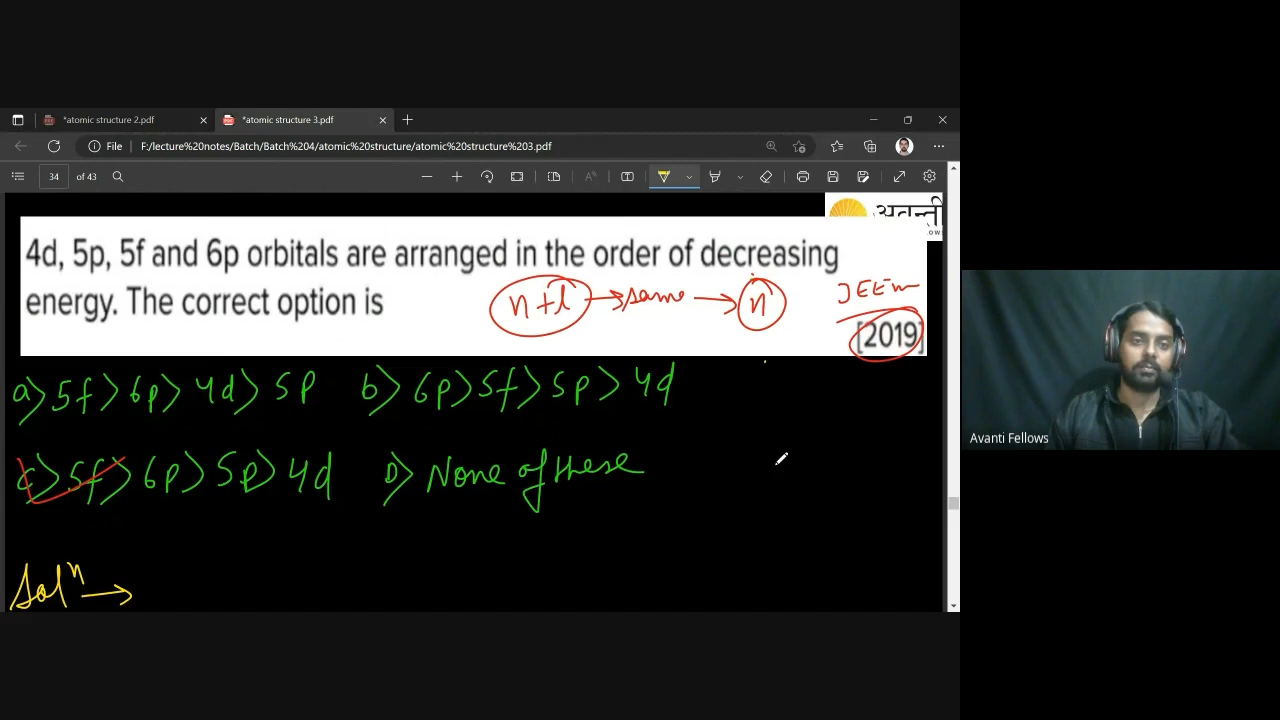 *atomic structure 2.pdf
*atomic structure 3.pdf
File
F:/lecture%20notes/Batch/Batch%204/atomic%20structure/atomic%20structure%203.pdf
34 of 43
अवन्ती
4d, 5p, 5f and 6p orbitals are arranged in the order of decreasing
energy. The correct option is
n+l → same → n
JEEm
[2019]
a> 5f > 6p > 4d > 5p b> 6p > 5f > 5p > 4d
c> 5f > 6p > 5p > 4d D> None of these
Solⁿ →
Avanti Fellows